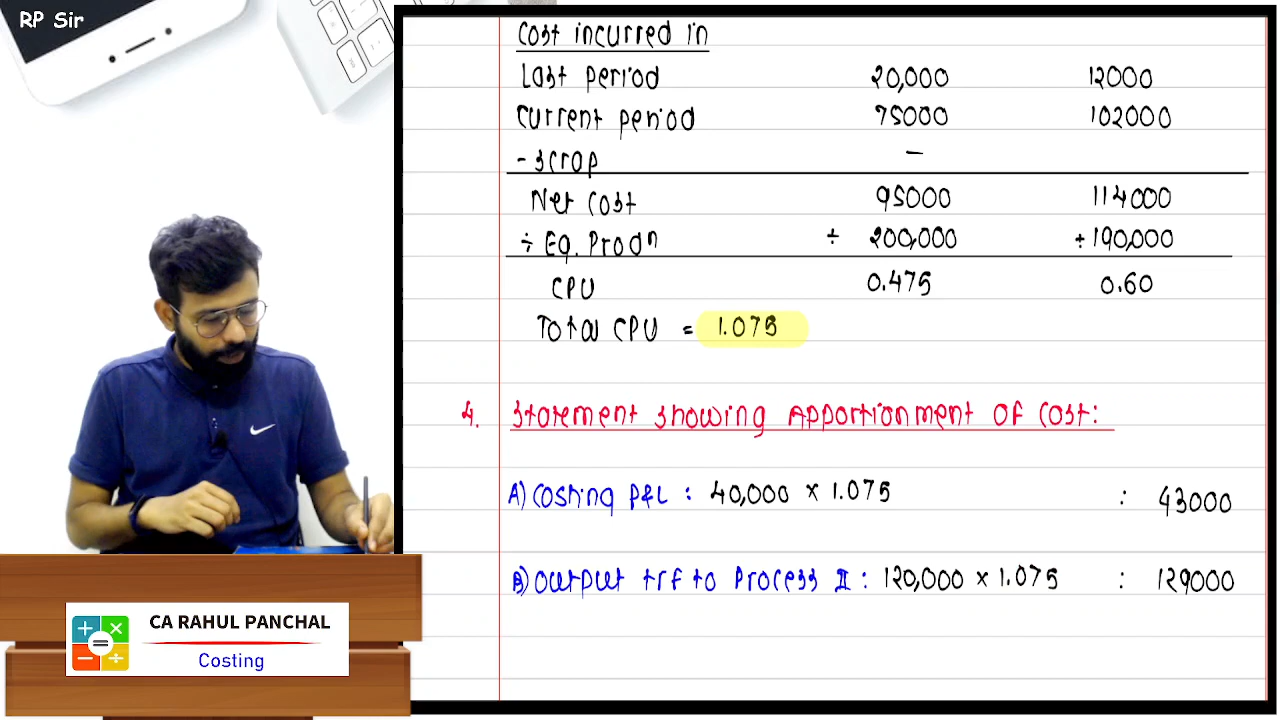 RP Sir
Cost incurred in
Last period 20,000 12000
Current period 75000 102000
- Scrap —
Net Cost 95000 114000
÷ Eq. Prodⁿ ÷ 200,000 ÷190,000
CPU 0.475 0.60
Total CPU = 1.075
4. Statement Showing Apportionment of Cost:
A) Costing P&L : 40,000 × 1.075 : 43000
B) Output trf to Process II : 120,000 × 1.075 : 129000
CA RAHUL PANCHAL
Costing